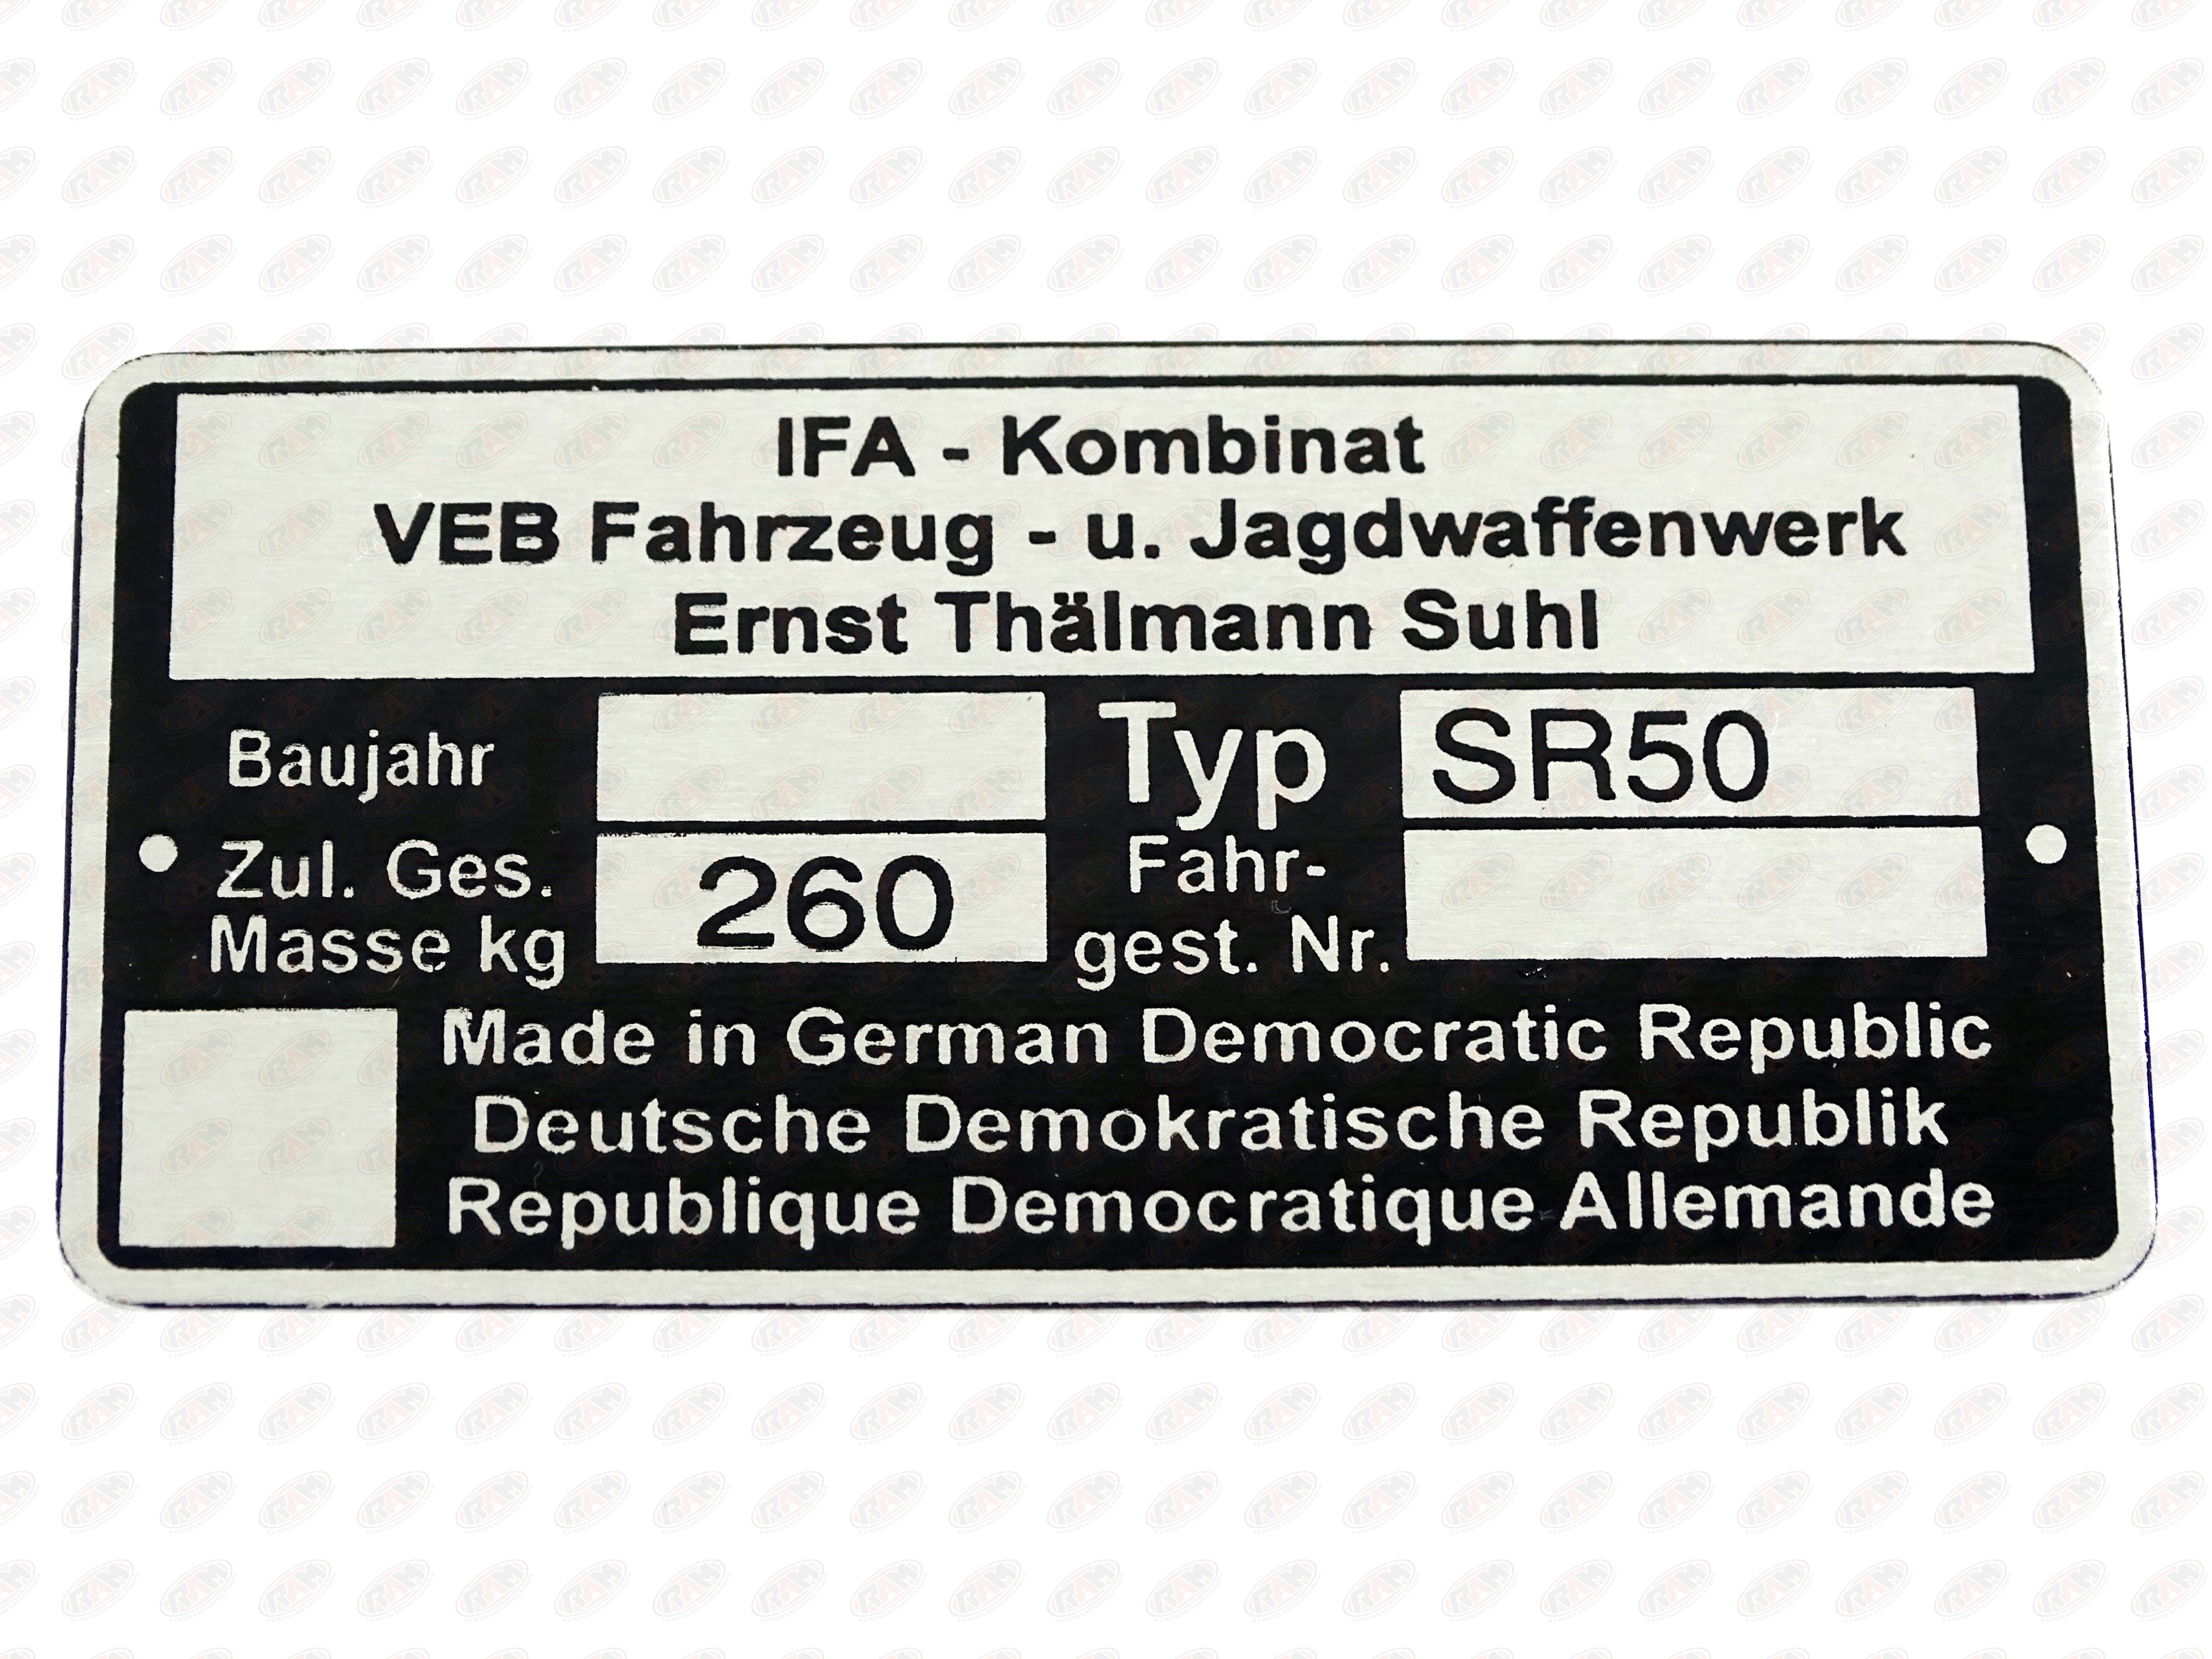 IFA - Kombinat
VEB Fahrzeug - u. Jagdwaffenwerk
Ernst Thälmann Suhl
Baujahr
Typ SR50
Zul. Ges.
Masse kg 260
Fahr-
gest. Nr.
Made in German Democratic Republic
Deutsche Demokratische Republik
Republique Democratique Allemande
RAM